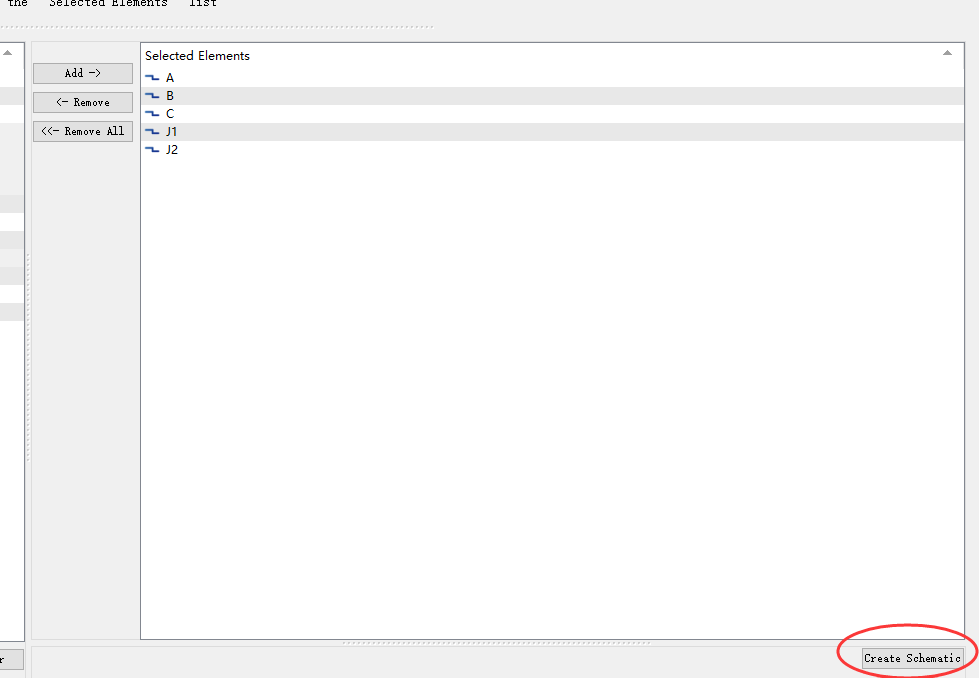 the "Selected Elements" list
Selected Elements
Add ->
<- Remove
<<- Remove All
A
B
C
J1
J2
r
Create Schematic